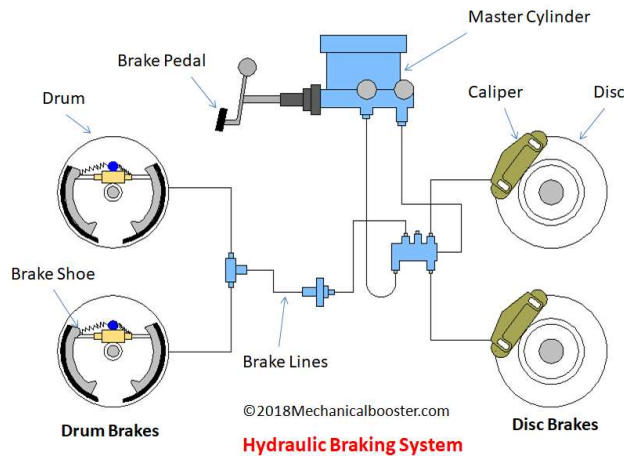 Master Cylinder
Brake Pedal
Drum
Caliper
Disc
Brake Shoe
Brake Lines
©2018Mechanicalbooster.com
Drum Brakes
Disc Brakes
Hydraulic Braking System